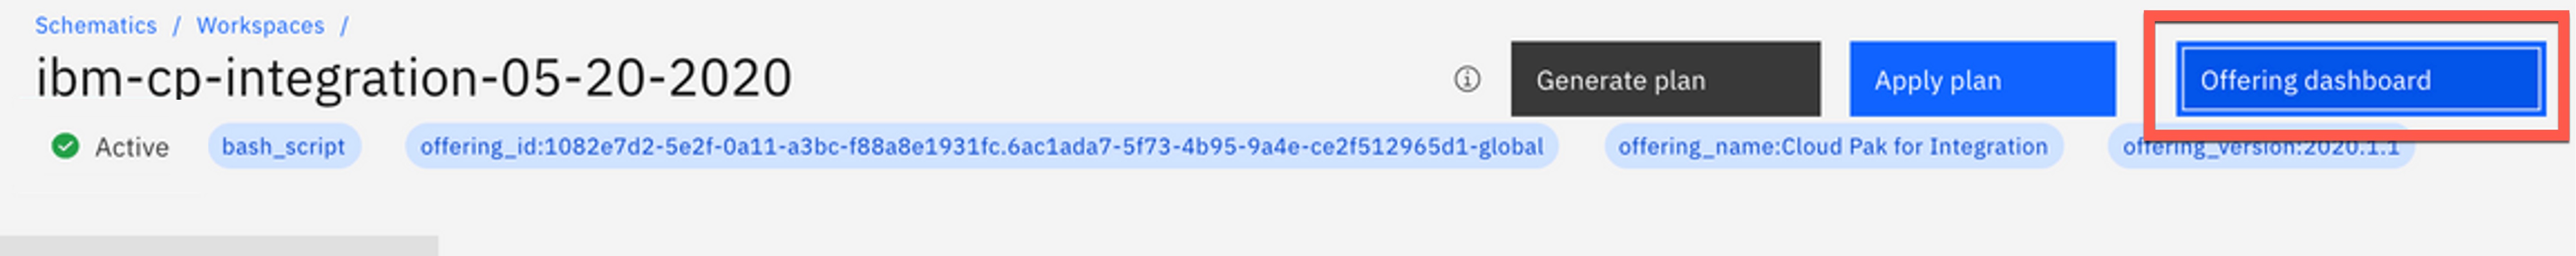 Schematics / Workspaces /
ibm-cp-integration-05-20-2020
Generate plan
Apply plan
Offering dashboard
Active
bash_script
offering_id:1082e7d2-5e2f-0a11-a3bc-f88a8e1931fc.6ac1ada7-5f73-4b95-9a4e-ce2f512965d1-global
offering_name:Cloud Pak for Integration
offering_version:2020.1.1